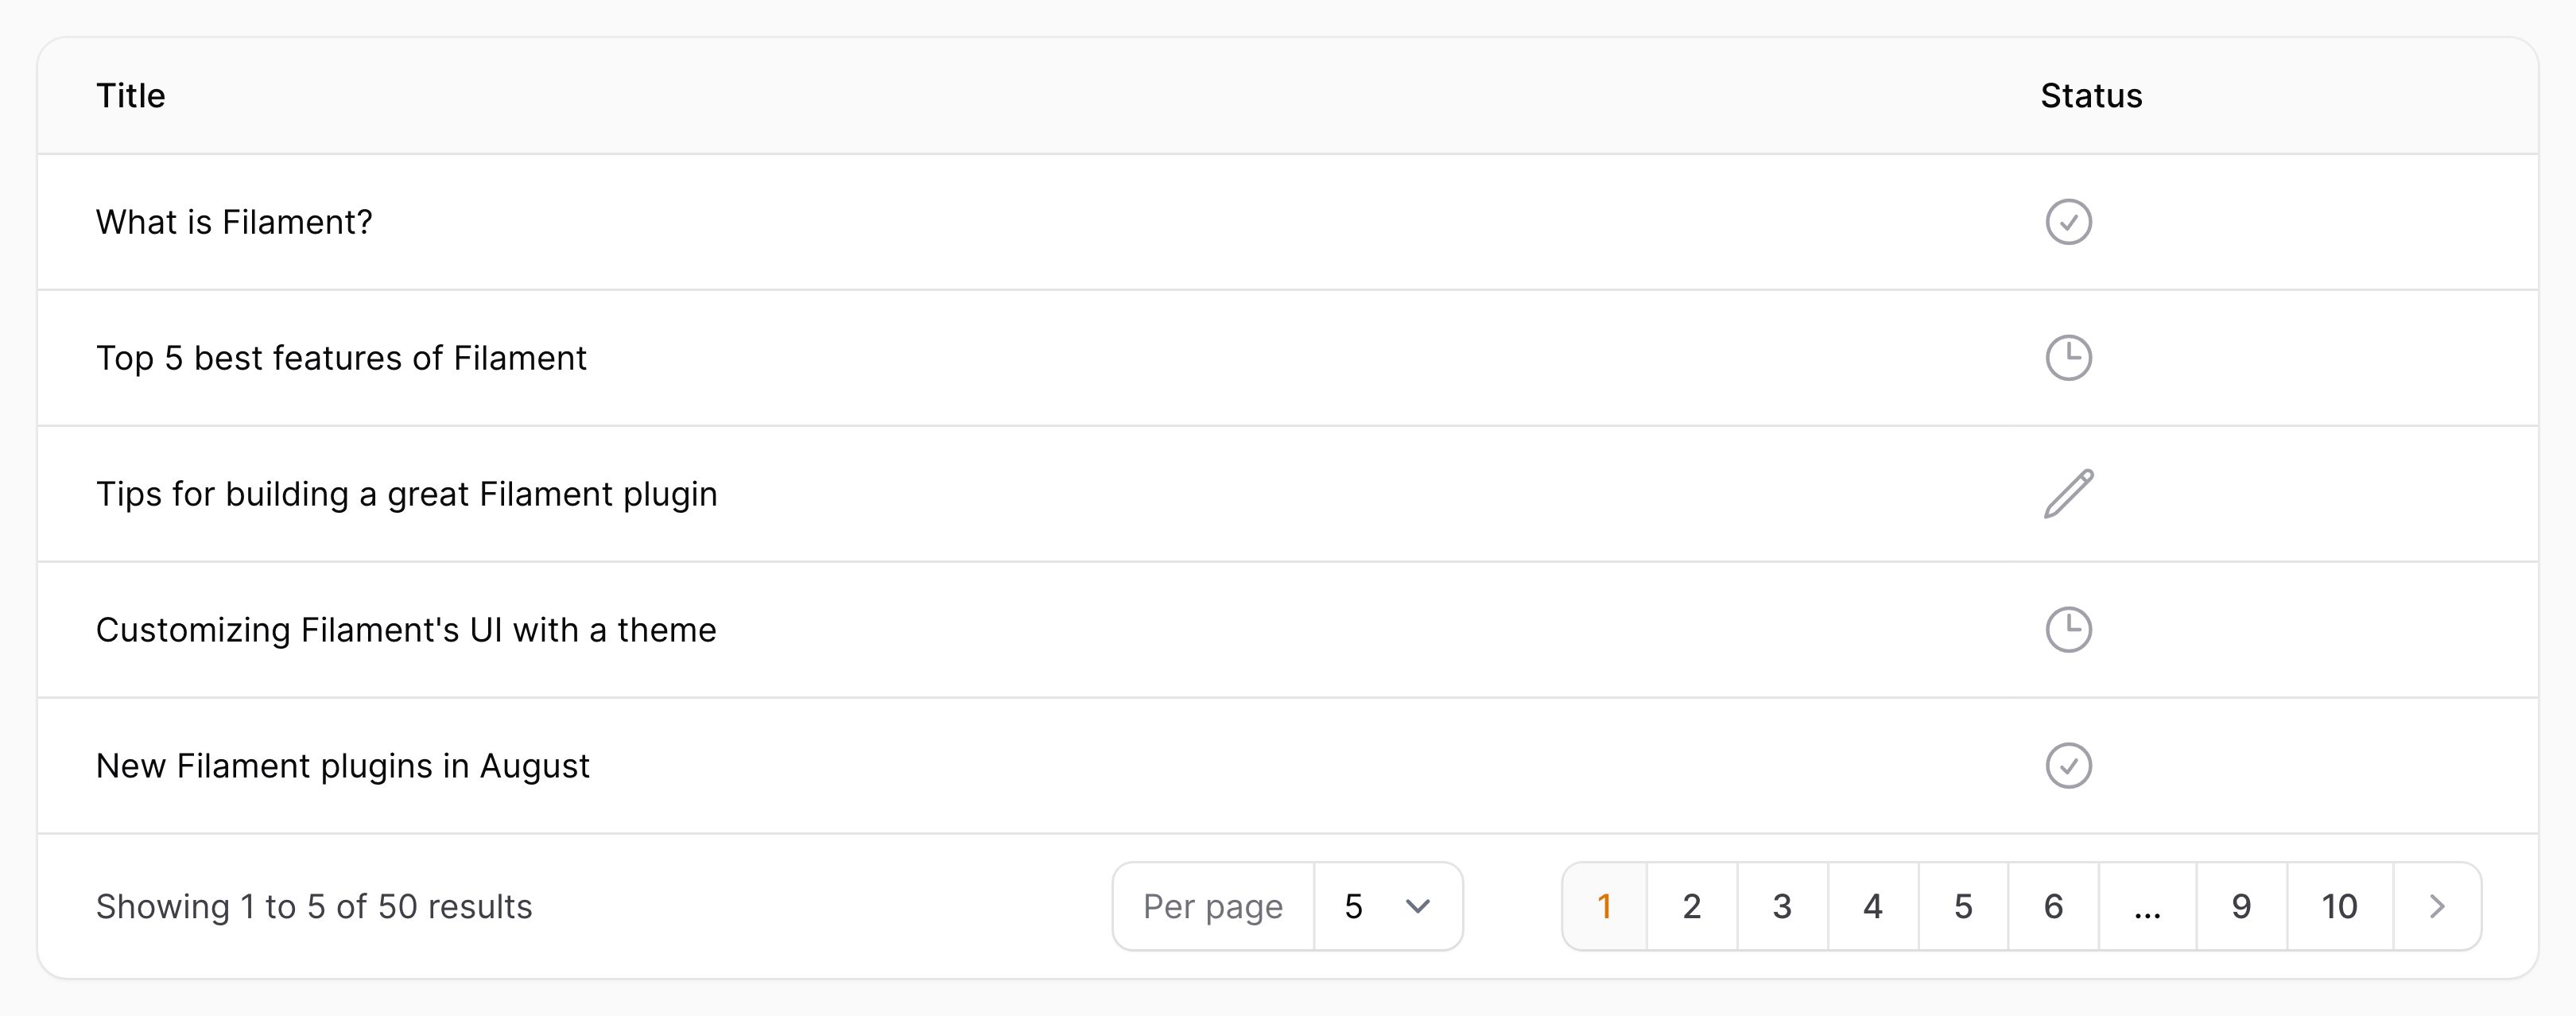 Title Status
What is Filament?
Top 5 best features of Filament
Tips for building a great Filament plugin
Customizing Filament's UI with a theme
New Filament plugins in August
Showing 1 to 5 of 50 results Per page 5 1 2 3 4 5 6 ... 9 10